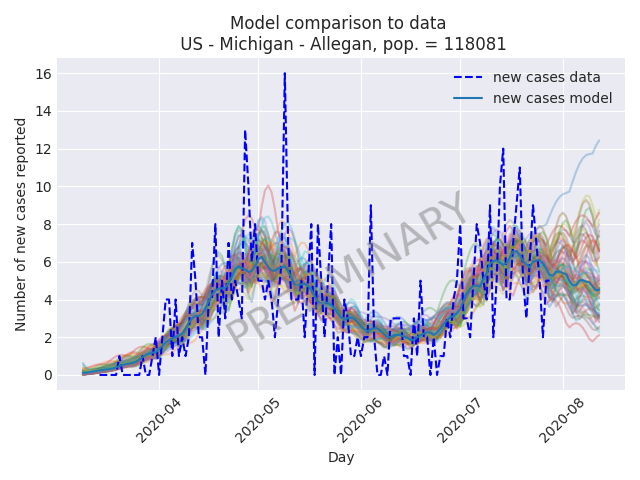 Model comparison to data
US - Michigan - Allegan, pop. = 118081
new cases data
new cases model
Number of new cases reported
16
14
12
10
8
6
4
2
0
PRELIMINARY
2020-04
2020-05
2020-06
2020-07
2020-08
Day